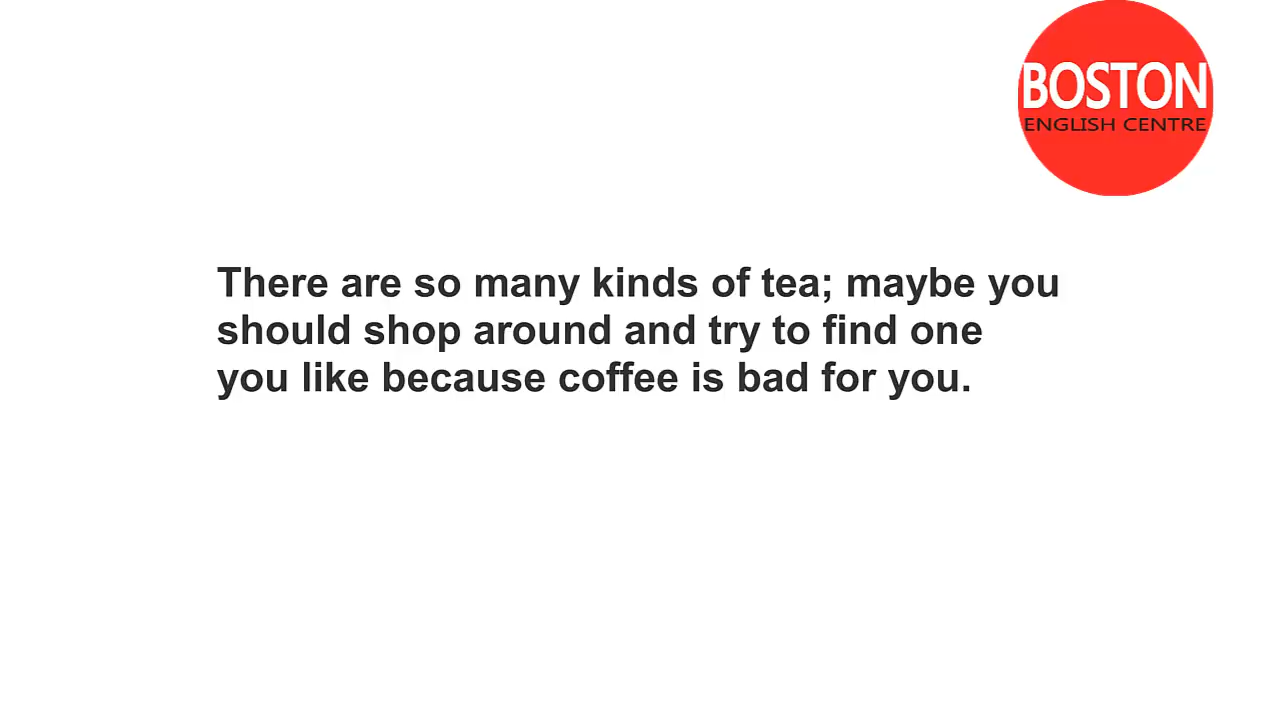 BOSTON
ENGLISH CENTRE
There are so many kinds of tea; maybe you
should shop around and try to find one
you like because coffee is bad for you.